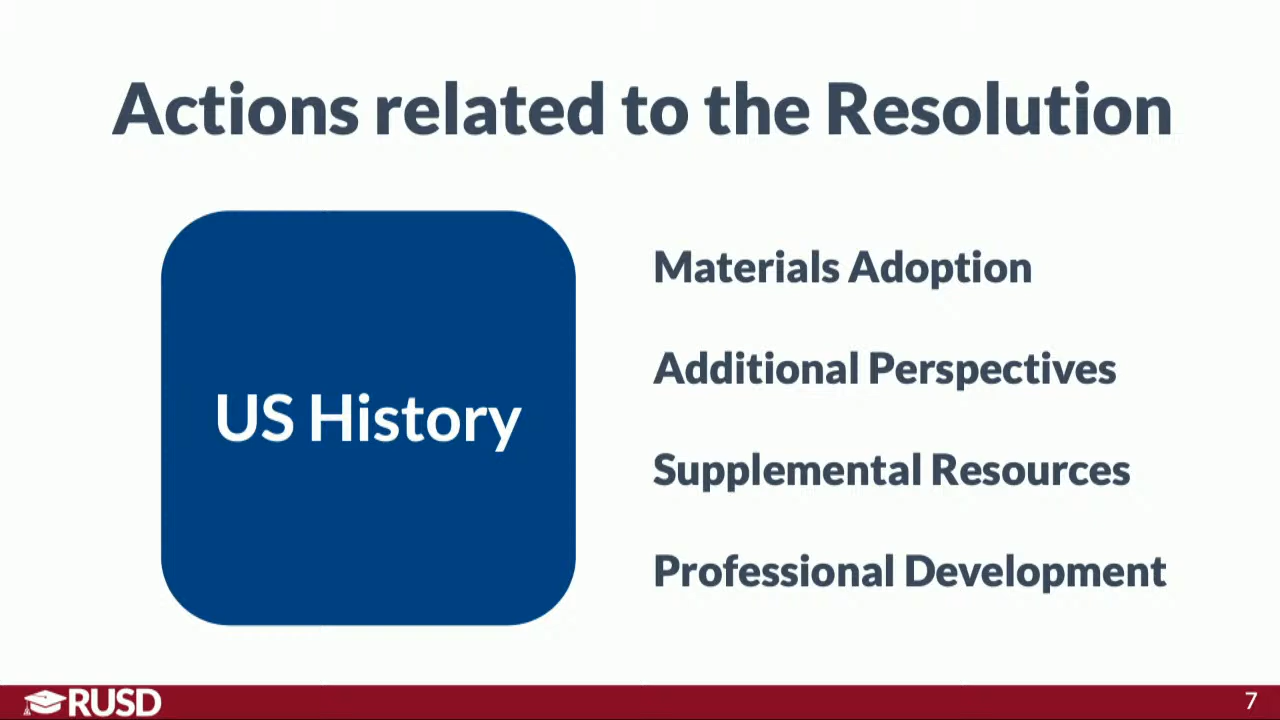 Actions related to the Resolution
US History
Materials Adoption
Additional Perspectives
Supplemental Resources
Professional Development
RUSD
7